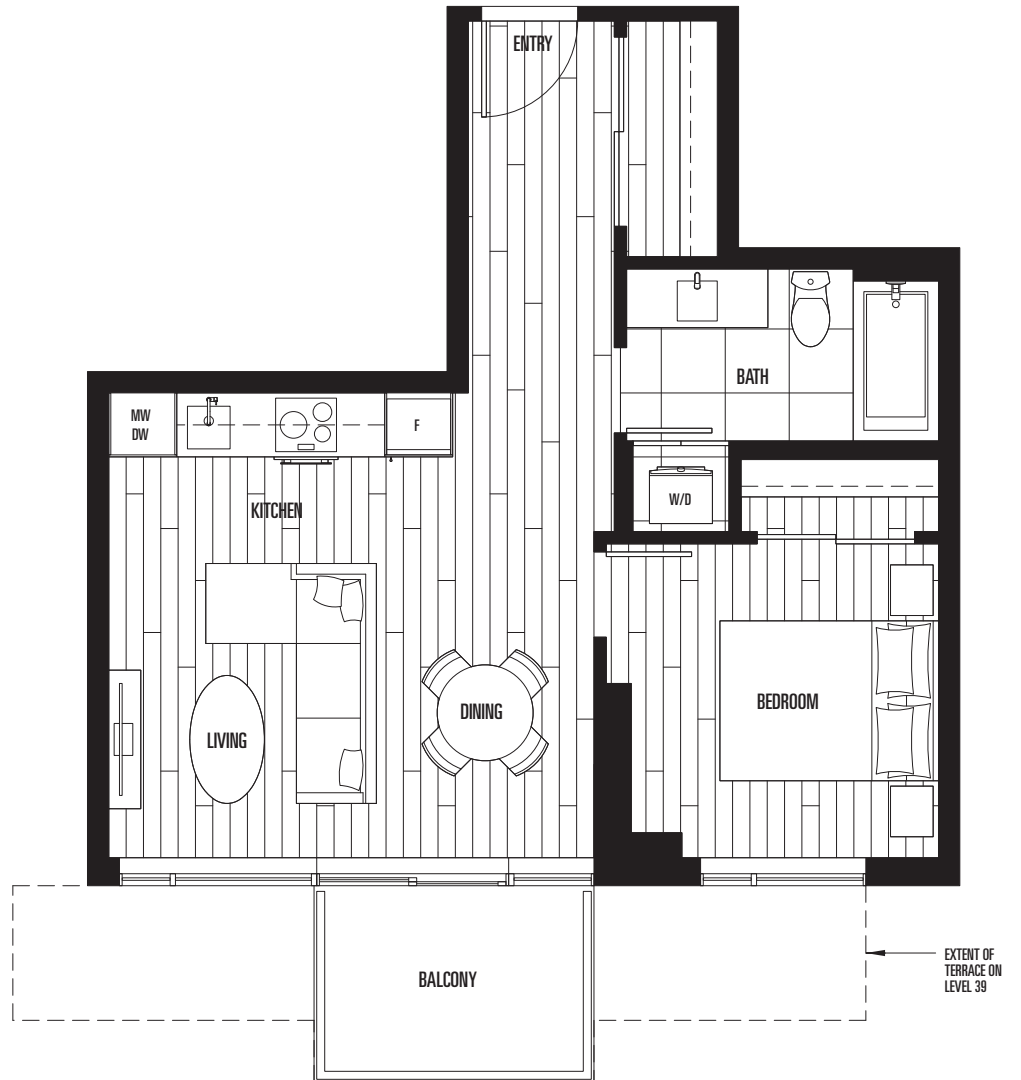 ENTRY
BATH
MW
DW
F
W/D
KITCHEN
BEDROOM
DINING
LIVING
EXTENT OF
TERRACE ON
LEVEL 39
BALCONY